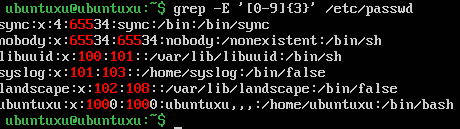 ubuntuxu@ubuntuxu:~$ grep -E '[0-9]{3}' /etc/passwd
sync:x:4:65534:sync:/bin:/bin/sync
nobody:x:65534:65534:nobody:/nonexistent:/bin/sh
libuuid:x:100:101::/var/lib/libuuid:/bin/sh
syslog:x:101:103::/home/syslog:/bin/false
landscape:x:102:108::/var/lib/landscape:/bin/false
ubuntuxu:x:1000:1000:ubuntuxu,,,:/home/ubuntuxu:/bin/bash
ubuntuxu@ubuntuxu:~$